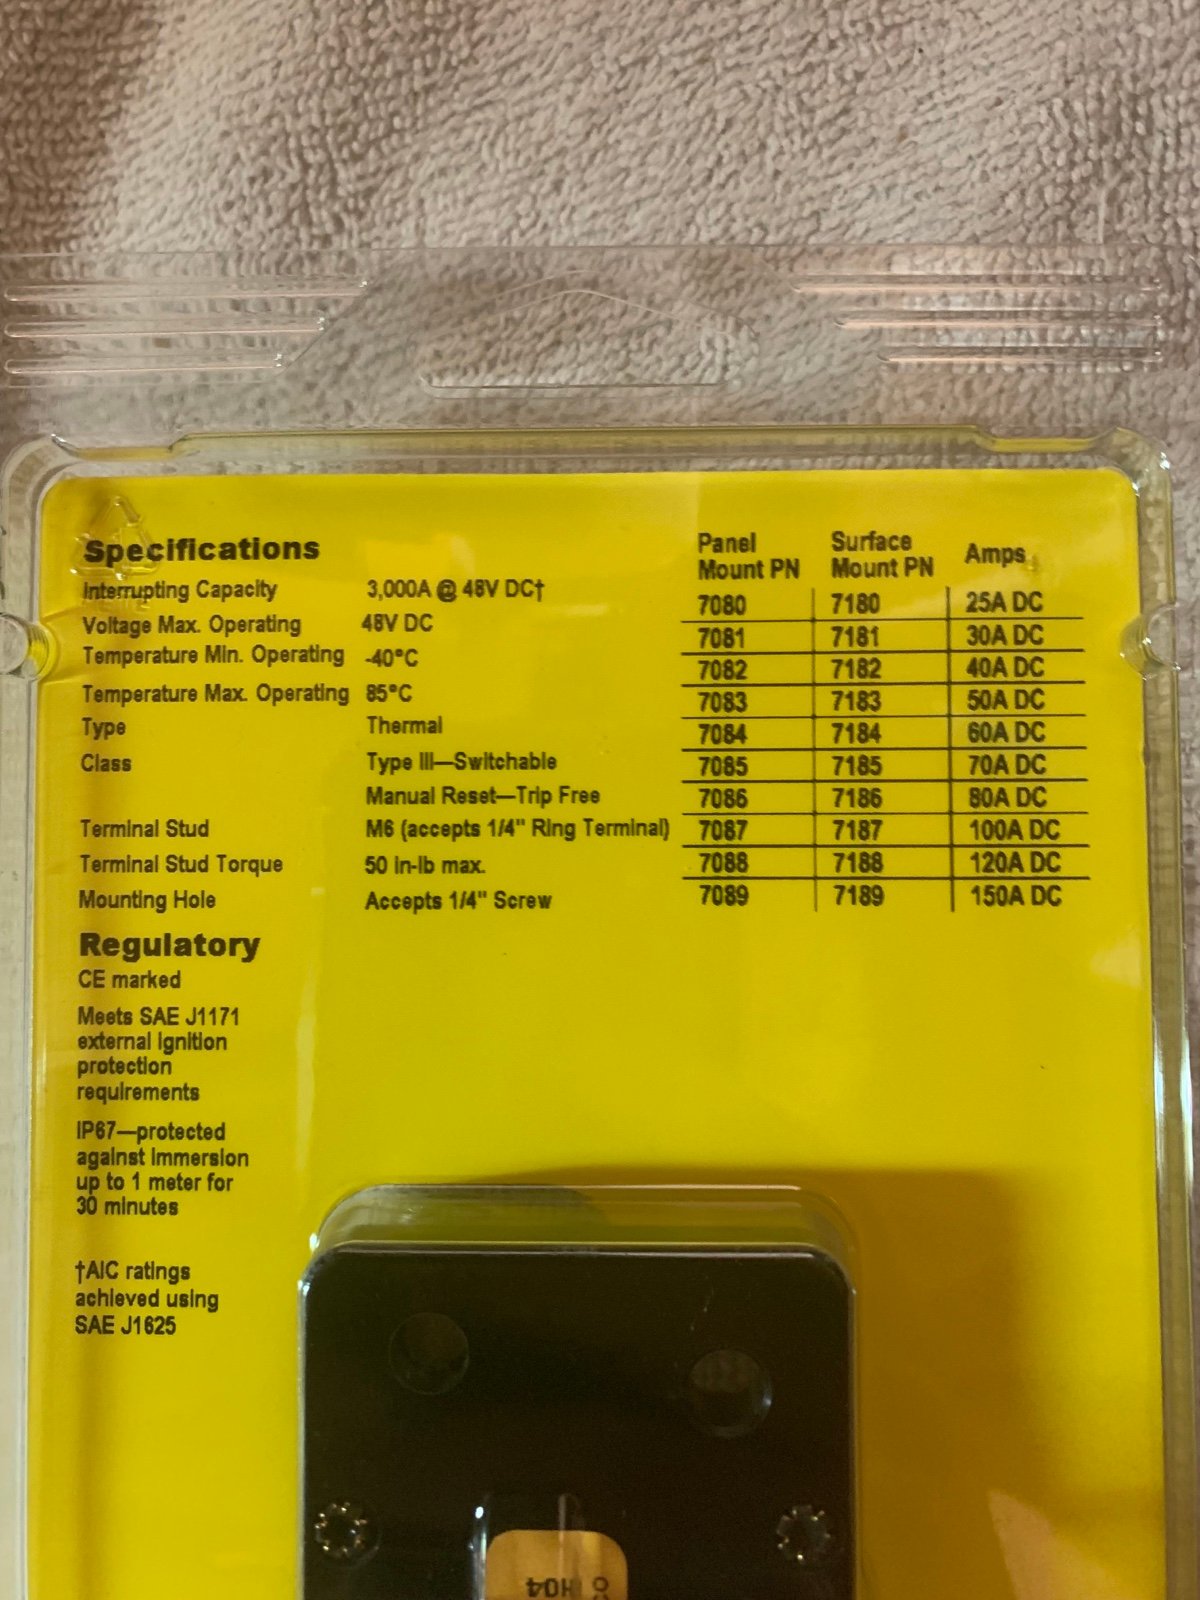 Specifications
Interrupting Capacity 3,000A @ 48V DC†
Voltage Max. Operating 48V DC
Temperature Min. Operating -40°C
Temperature Max. Operating 85°C
Type Thermal
Class Type III—Switchable
Manual Reset—Trip Free
Terminal Stud M6 (accepts 1/4" Ring Terminal)
Terminal Stud Torque 50 in-lb max.
Mounting Hole Accepts 1/4" Screw
Regulatory
CE marked
Meets SAE J1171
external ignition
protection
requirements
IP67—protected
against immersion
up to 1 meter for
30 minutes
†AIC ratings
achieved using
SAE J1625
Panel Surface
Mount PN Mount PN Amps
7080 7180 25A DC
7081 7181 30A DC
7082 7182 40A DC
7083 7183 50A DC
7084 7184 60A DC
7085 7185 70A DC
7086 7186 80A DC
7087 7187 100A DC
7088 7188 120A DC
7089 7189 150A DC